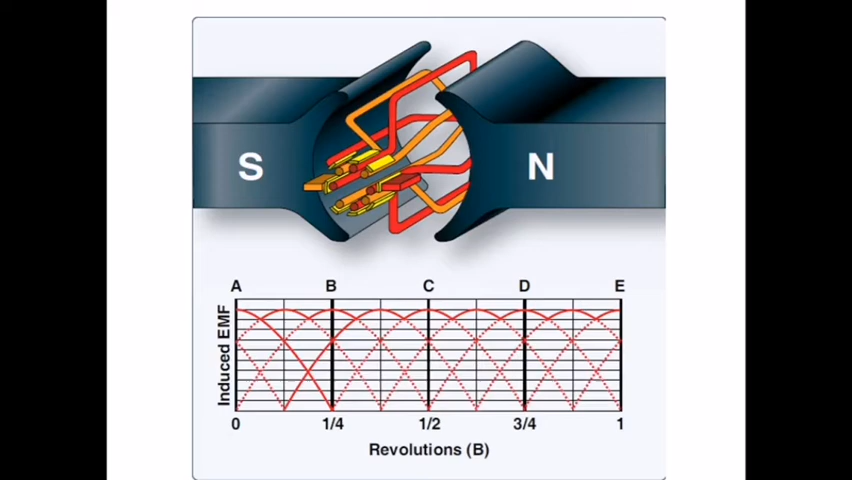 S N
A B C D E
Induced EMF
0 1/4 1/2 3/4 1
Revolutions (B)